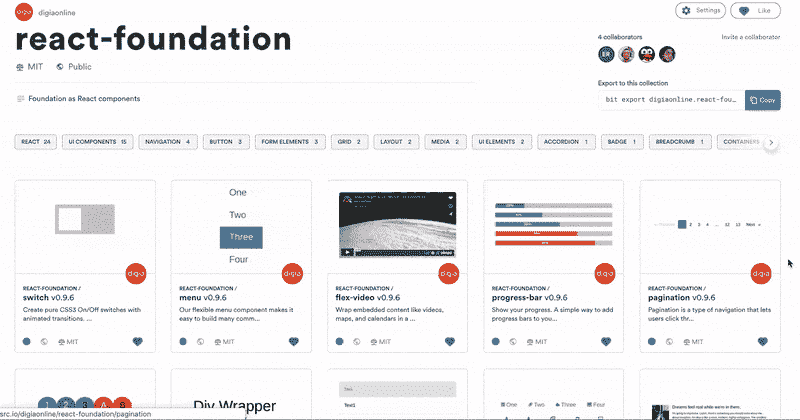 digiaonline
Settings
Like
react-foundation
4 collaborators
Invite a collaborator
MIT
Public
Export to this collection
Foundation as React components
bit export digiaonline.react-fou...
Copy
REACT 24
UI COMPONENTS 15
NAVIGATION 4
BUTTON 3
FORM ELEMENTS 3
GRID 2
LAYOUT 2
MEDIA 2
UI ELEMENTS 2
ACCORDION 1
BADGE 1
BREADCRUMB 1
CONTAINERS
One
Two
Three
Four
Next
digia
digia
digia
digia
digia
REACT-FOUNDATION /
switch v0.9.6
Create pure CSS3 On/Off switches with
animated transitions. ...
MIT
REACT-FOUNDATION /
menu v0.9.6
Our flexible menu component makes it
easy to build many comm...
MIT
REACT-FOUNDATION /
flex-video v0.9.6
Wrap embedded content like videos,
maps, and calendars in a ...
MIT
REACT-FOUNDATION /
progress-bar v0.9.6
Show your progress. A simple way to add
progress bars to you...
MIT
REACT-FOUNDATION /
pagination v0.9.6
Pagination is a type of navigation that lets
users click thr...
MIT
Div Wrapper
Text1
One
Two
Three
Four
src.io/digiaonline/react-foundation/pagination